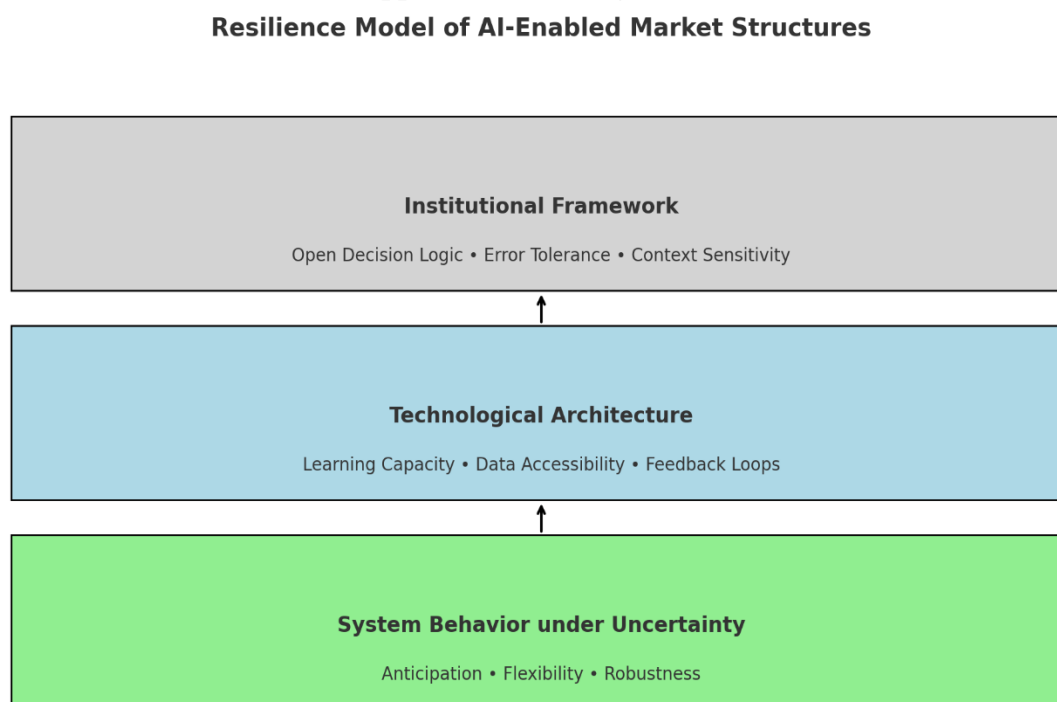 Resilience Model of AI-Enabled Market Structures
Institutional Framework
Open Decision Logic • Error Tolerance • Context Sensitivity
Technological Architecture
Learning Capacity • Data Accessibility • Feedback Loops
System Behavior under Uncertainty
Anticipation • Flexibility • Robustness